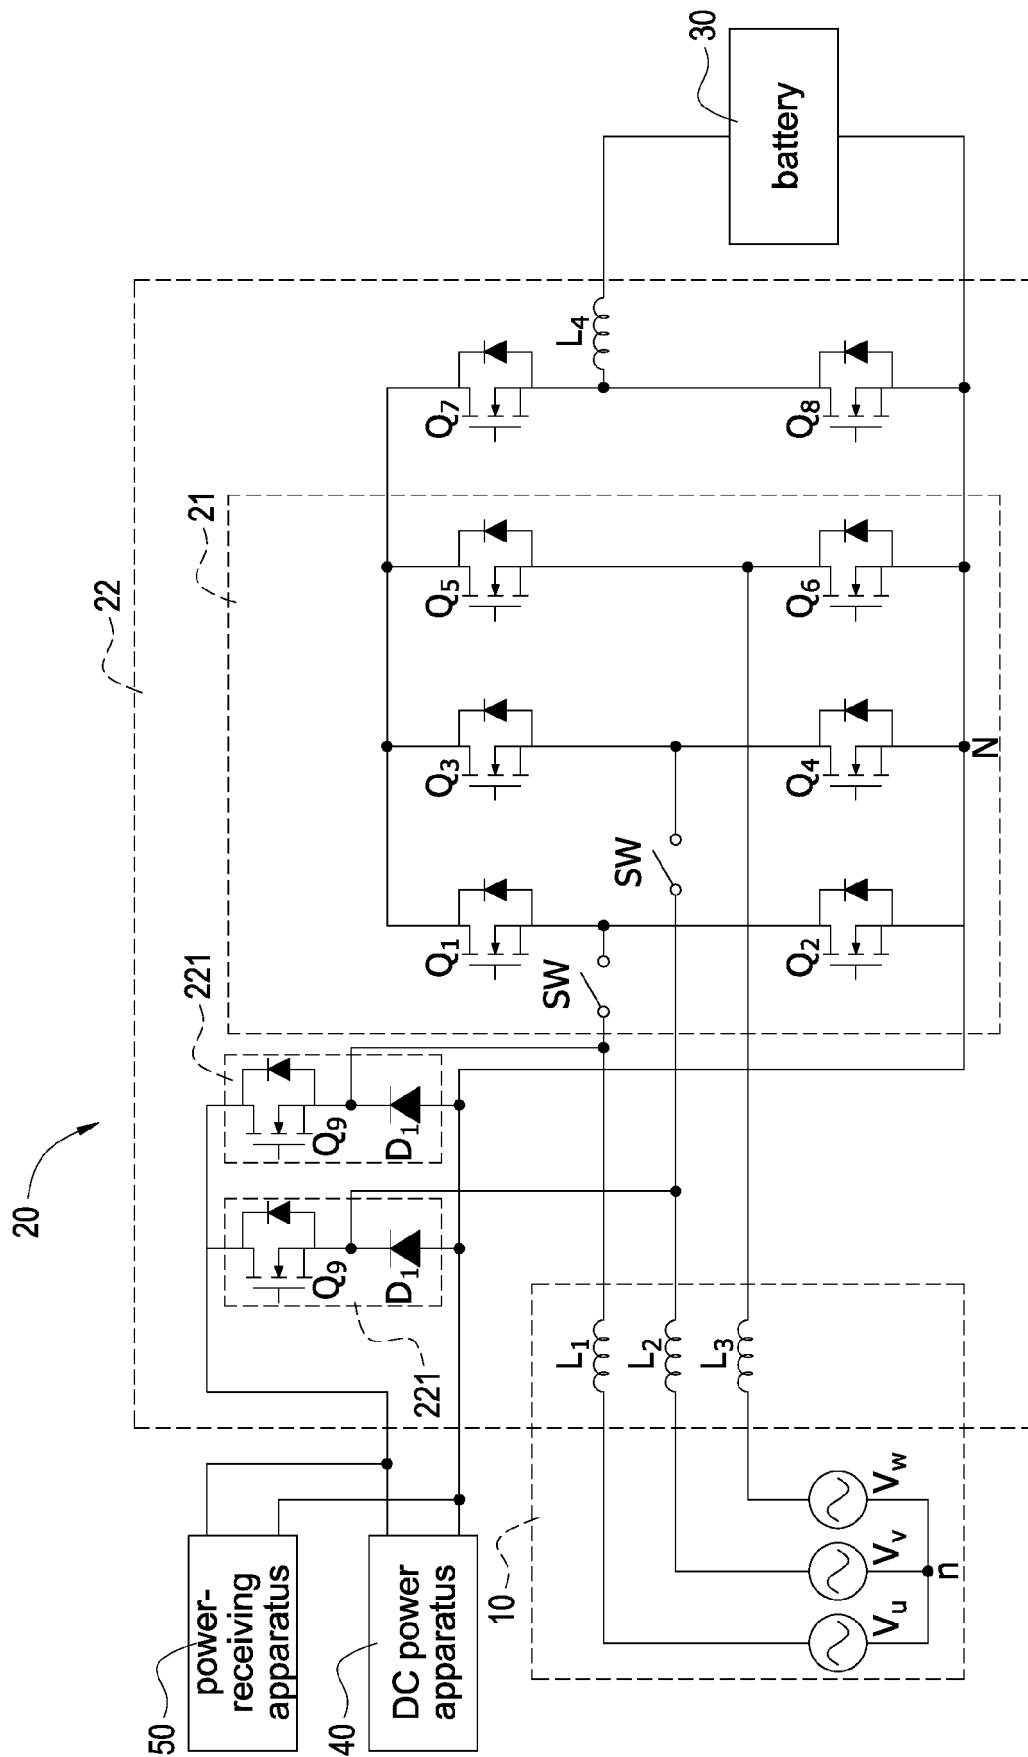 20
22
21
221
221
50
power-
receiving
apparatus
40
DC power
apparatus
10
30
battery
Q₁
Q₃
Q₅
Q₇
L₄
Q₉
Q₉
D₁
D₁
SW
SW
Q₂
Q₄
Q₆
Q₈
N
L₁
L₂
L₃
Vᵤ
Vᵥ
V_w
n